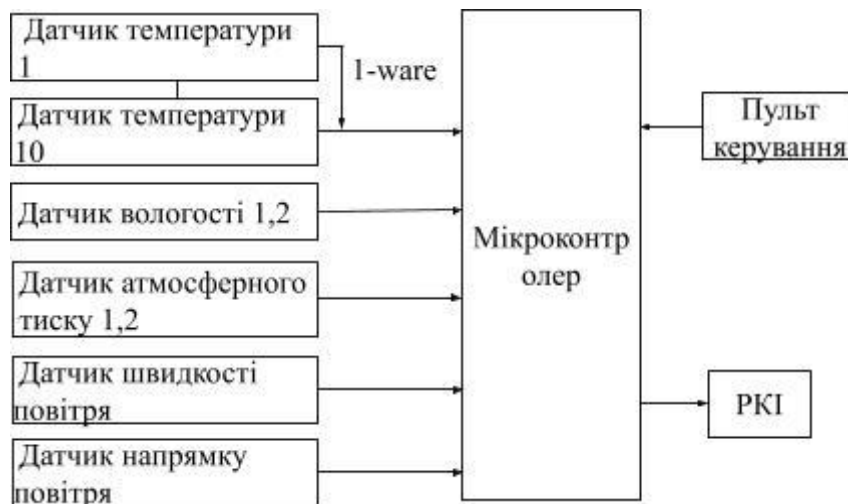 Датчик температури
1
1-ware
Датчик температури
10
Датчик вологості 1,2
Датчик атмосферного
тиску 1,2
Датчик швидкості
повітря
Датчик напрямку
повітря
Мікроконтр
олер
Пульт
керування
РКІ